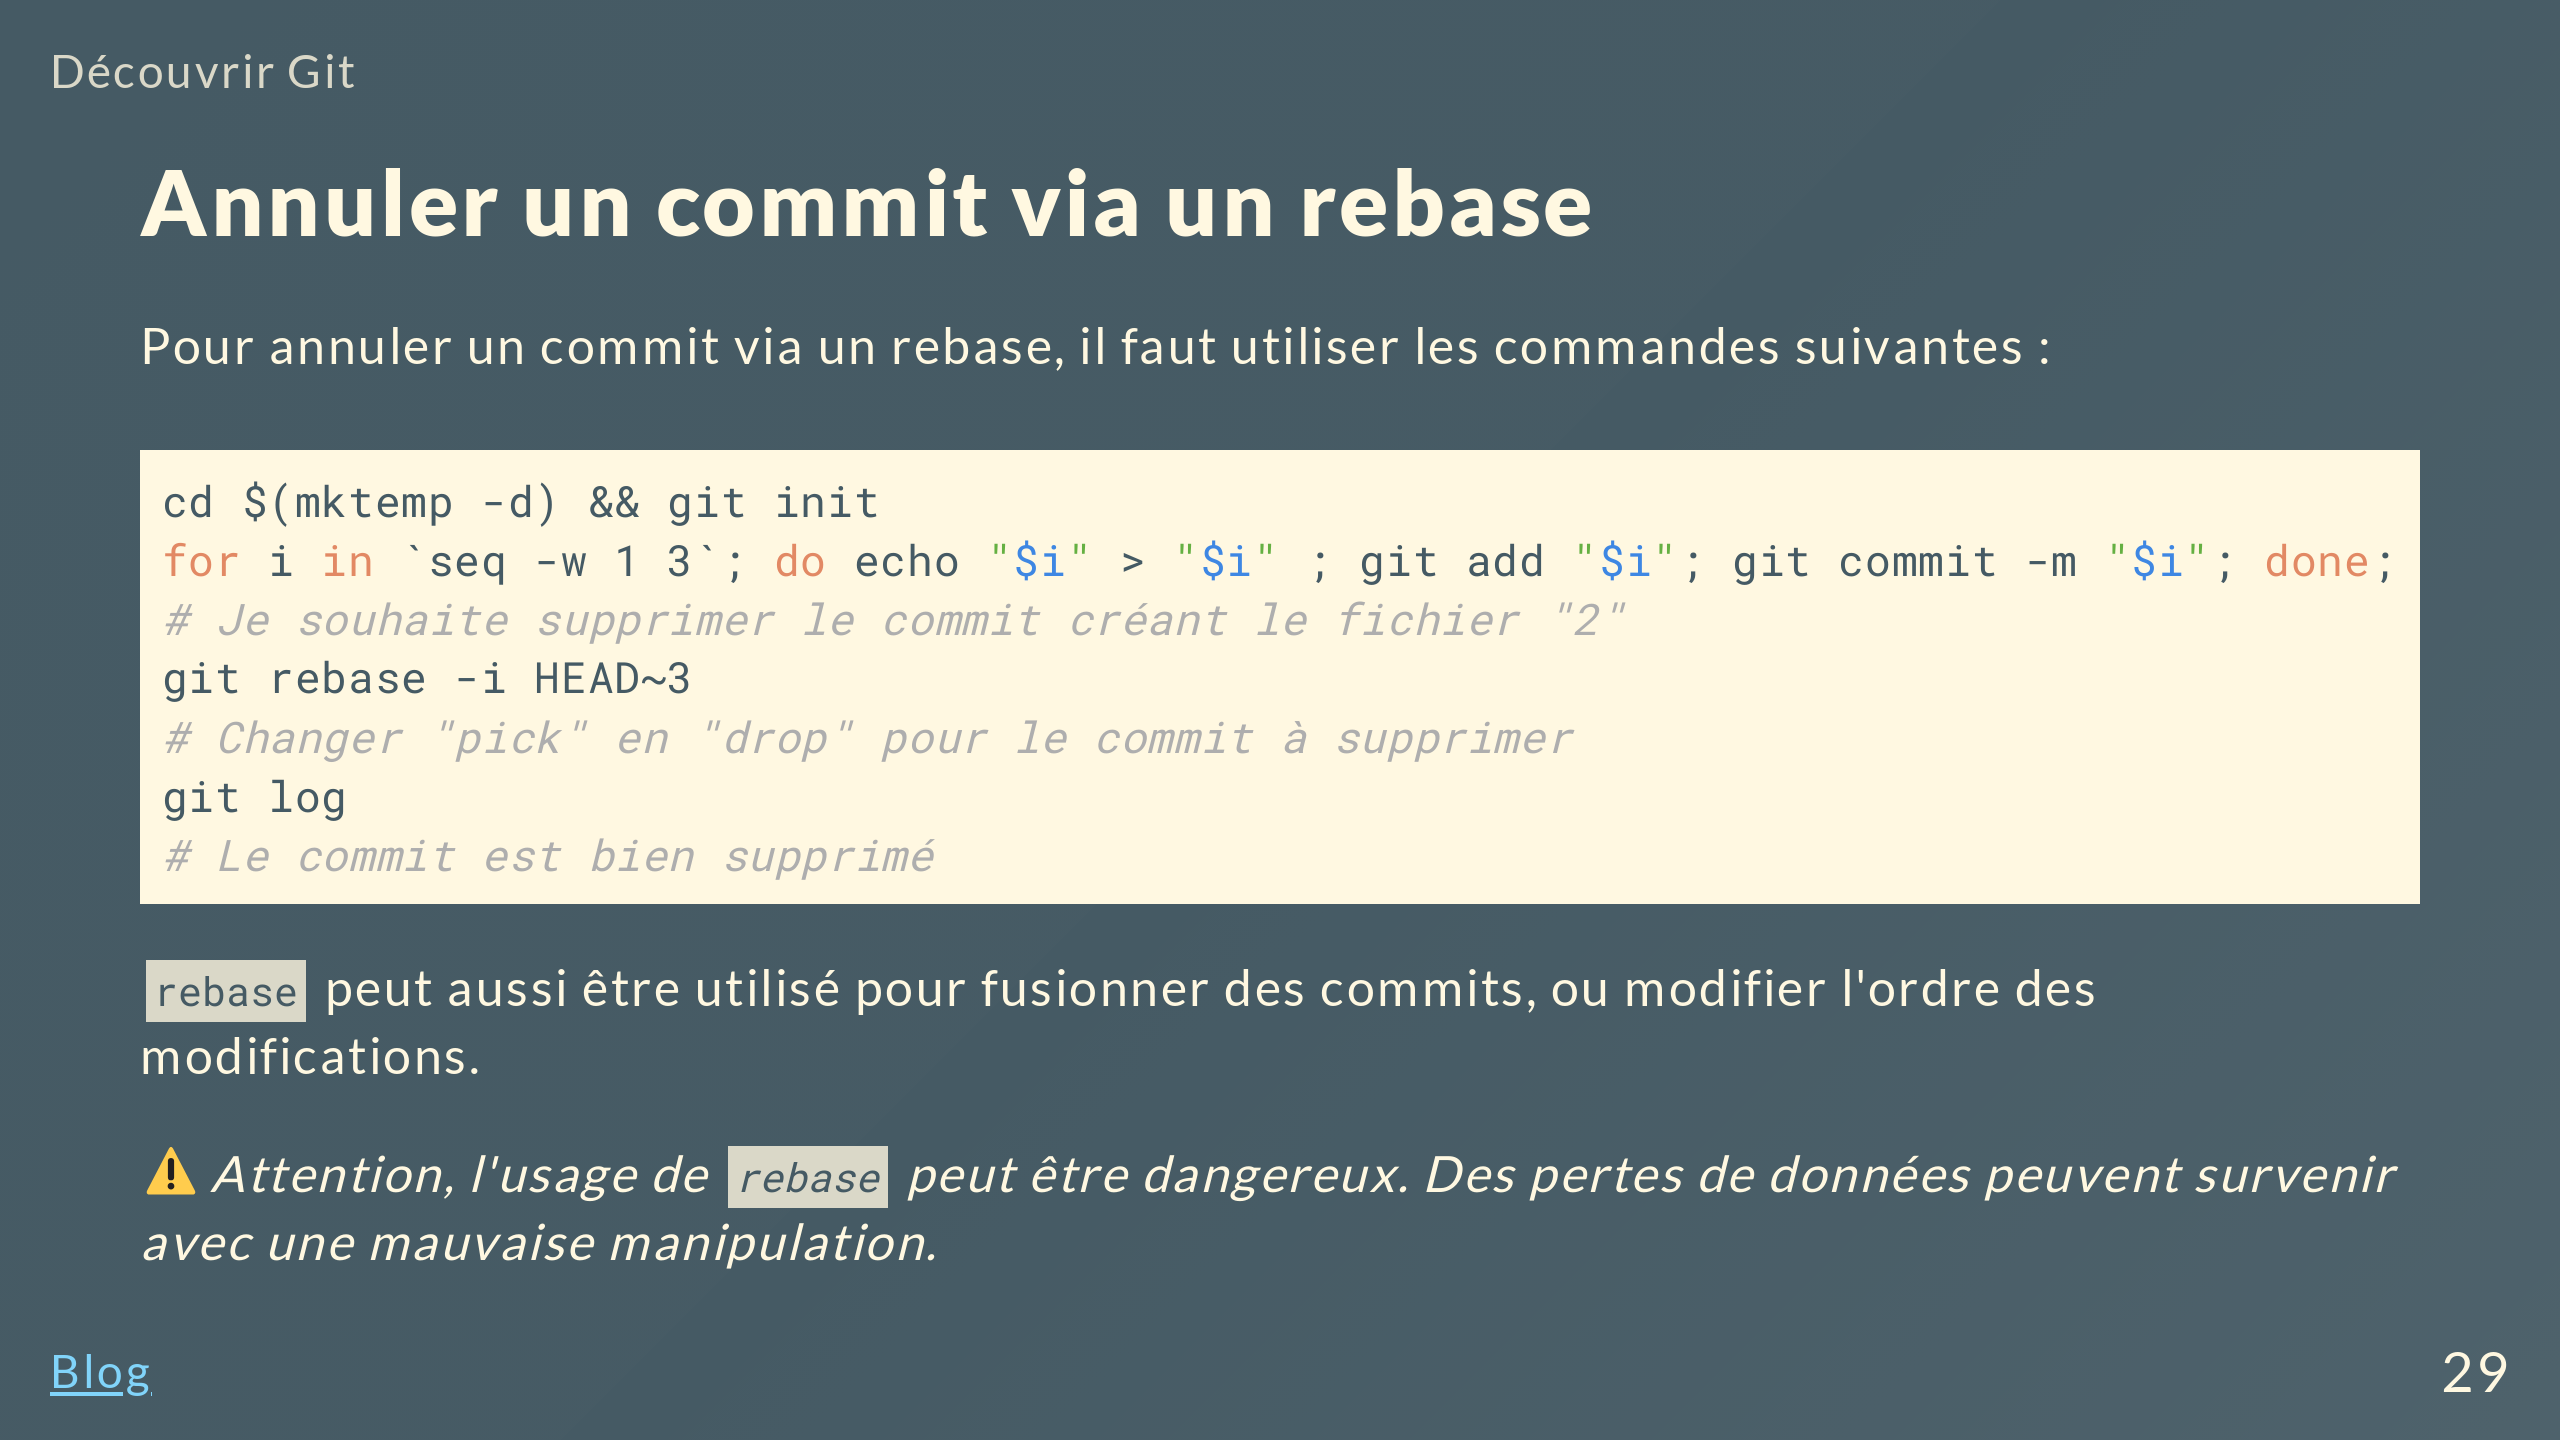 Découvrir Git
Annuler un commit via un rebase
Pour annuler un commit via un rebase, il faut utiliser les commandes suivantes :
cd $(mktemp -d) && git init
for i in `seq -w 1 3`; do echo "$i" > "$i" ; git add "$i"; git commit -m "$i"; done;
# Je souhaite supprimer le commit créant le fichier "2"
git rebase -i HEAD~3
# Changer "pick" en "drop" pour le commit à supprimer
git log
# Le commit est bien supprimé
rebase peut aussi être utilisé pour fusionner des commits, ou modifier l'ordre des
modifications.
⚠️ Attention, l'usage de rebase peut être dangereux. Des pertes de données peuvent survenir
avec une mauvaise manipulation.
Blog
29